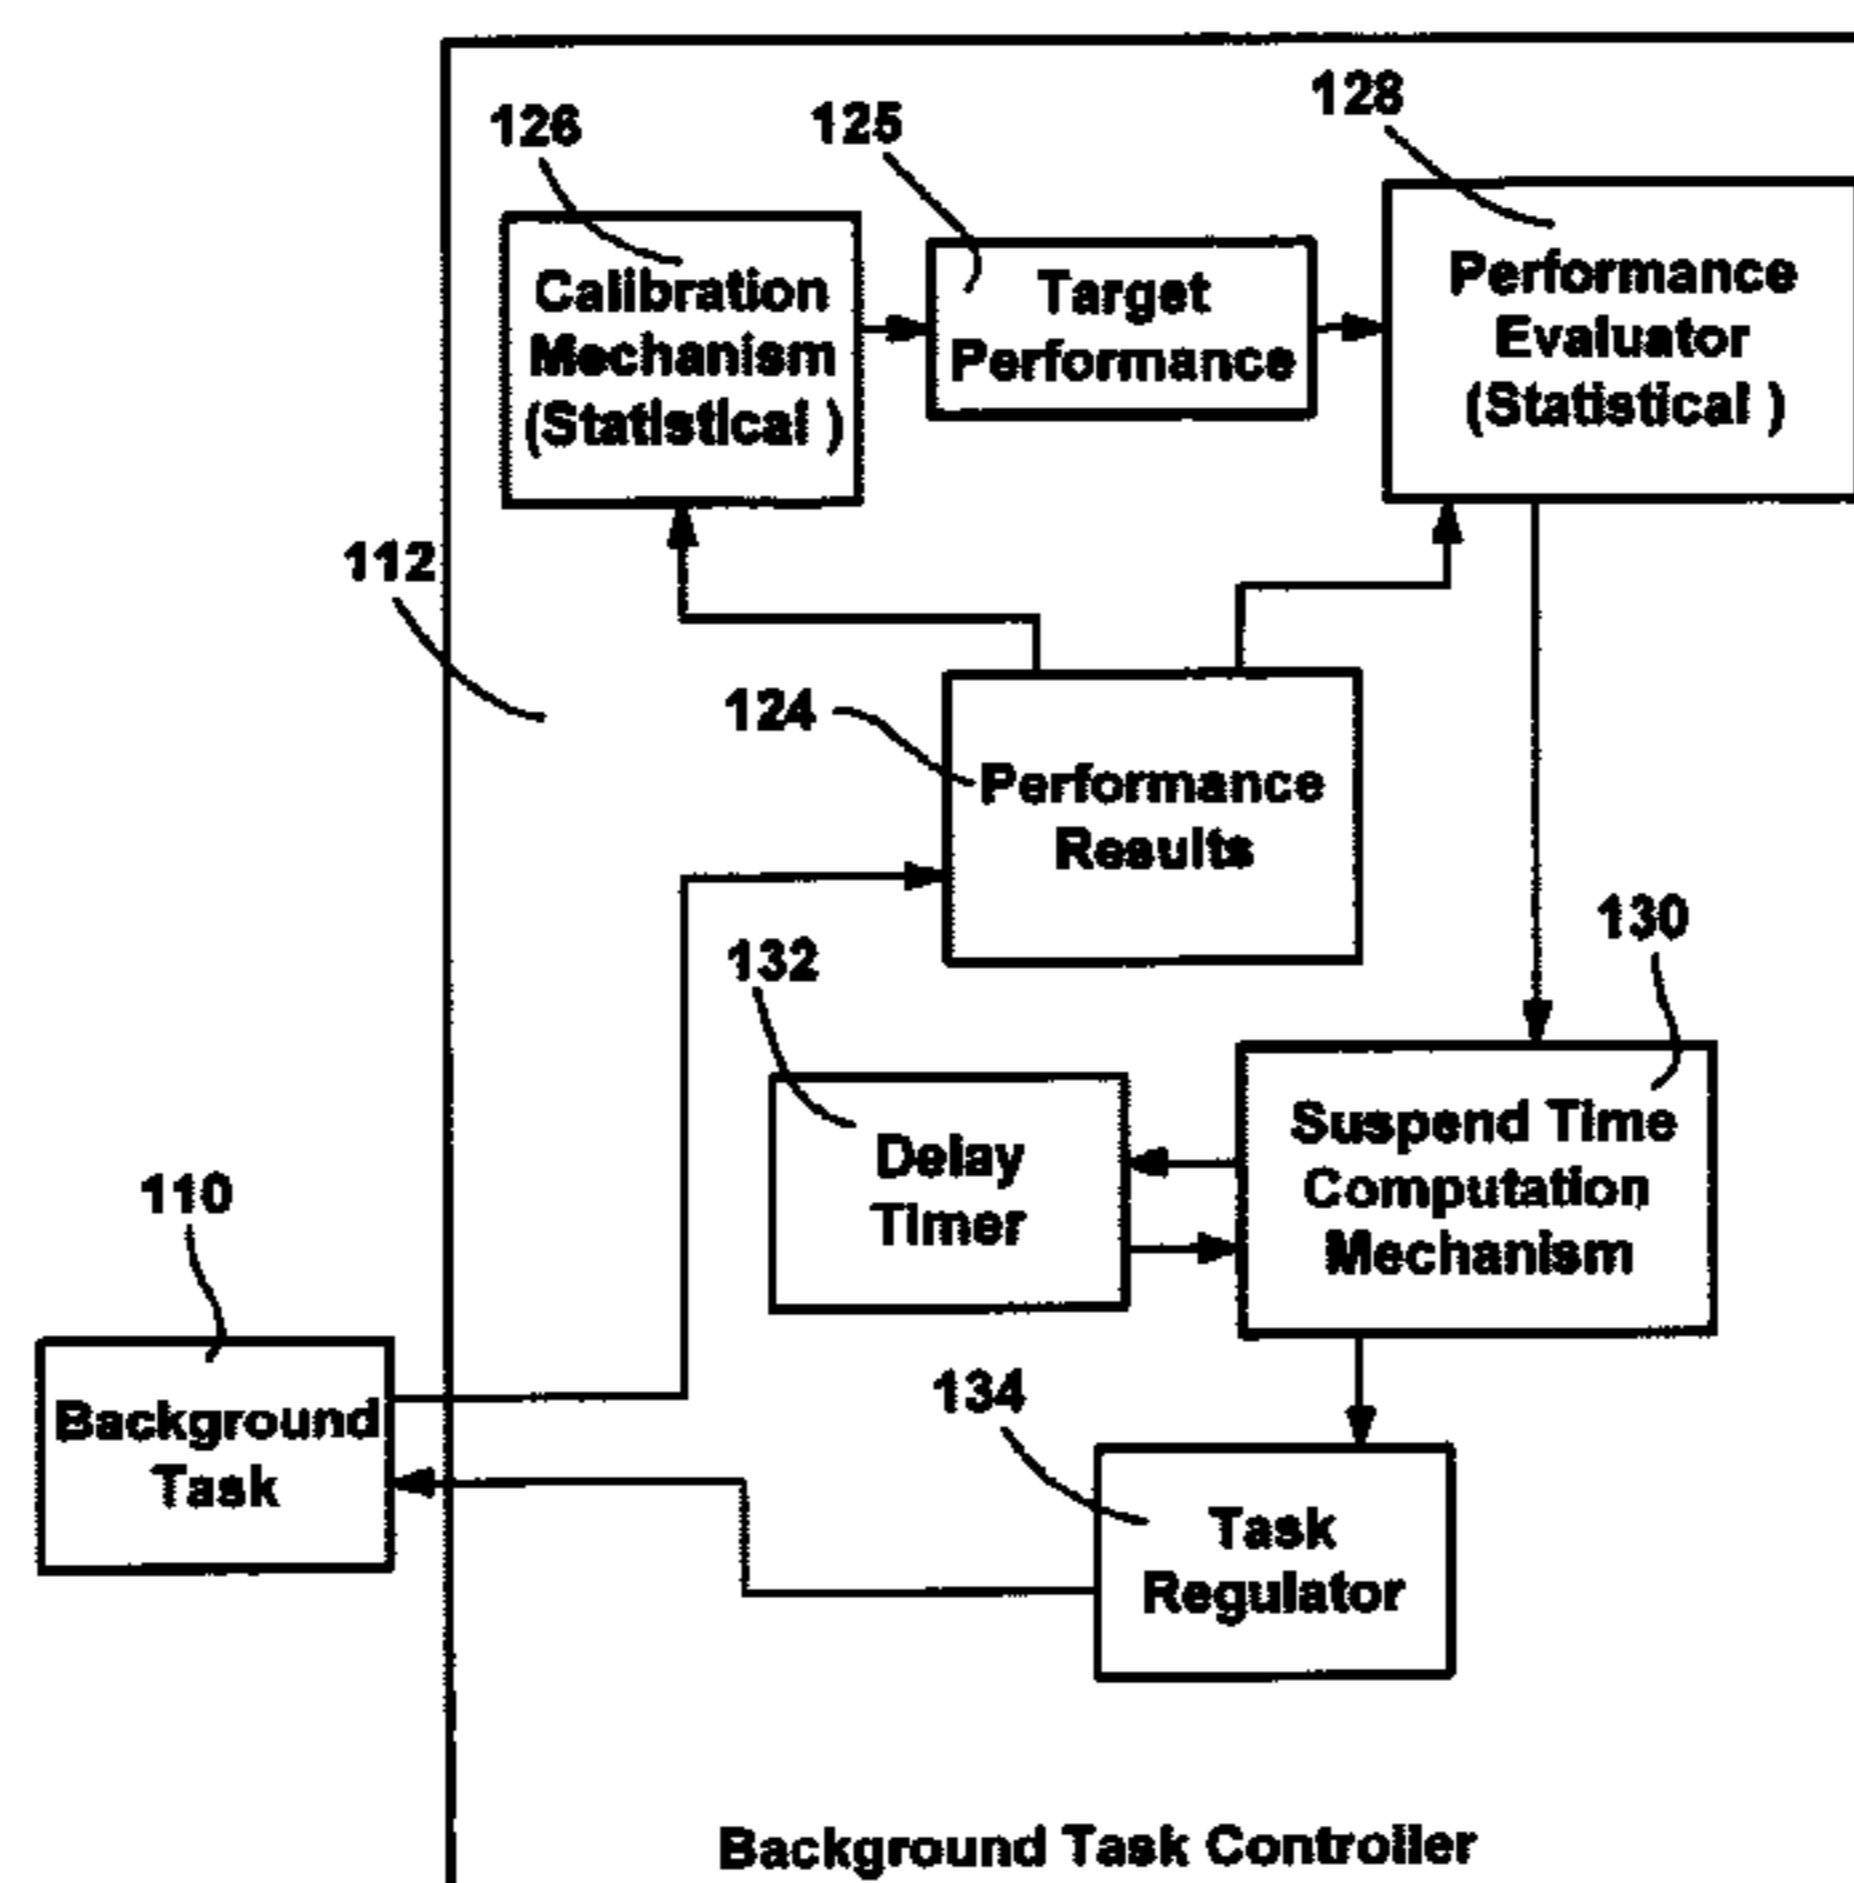 128
126
125
Calibration
Mechanism
(Statistical )
Target
Performance
Performance
Evaluator
(Statistical )
112
124
Performance
Results
130
132
Delay
Timer
Suspend Time
Computation
Mechanism
110
Background
Task
134
Task
Regulator
Background Task Controller